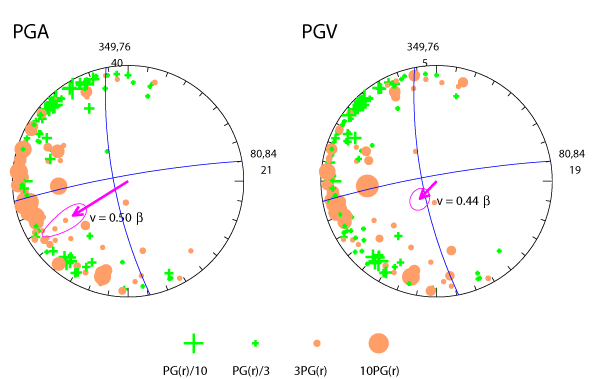 PGA
PGV
349,76
349,76
40
5
80,84
21
80,84
19
v = 0.50 β
v = 0.44 β
PG(r)/10
PG(r)/3
3PG(r)
10PG(r)